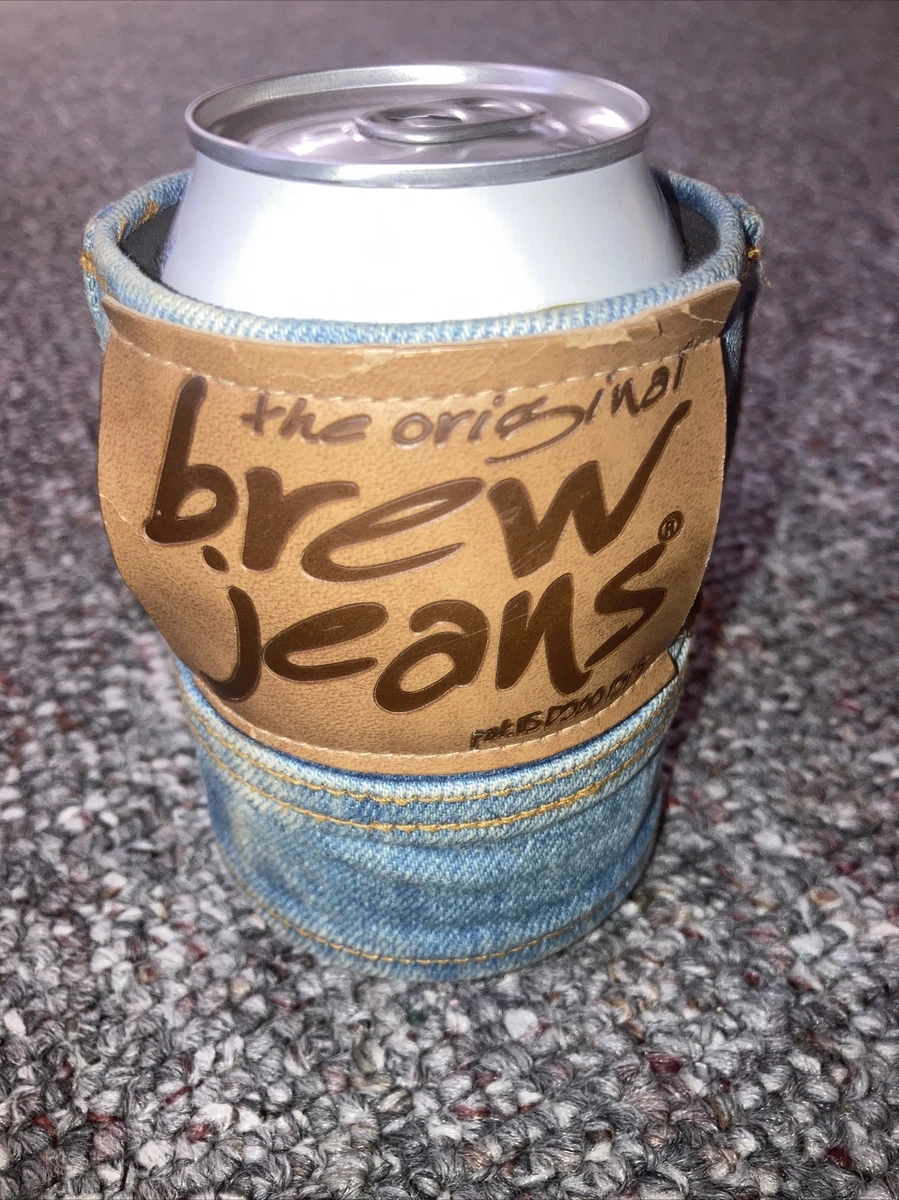 the original
brew
jeans®